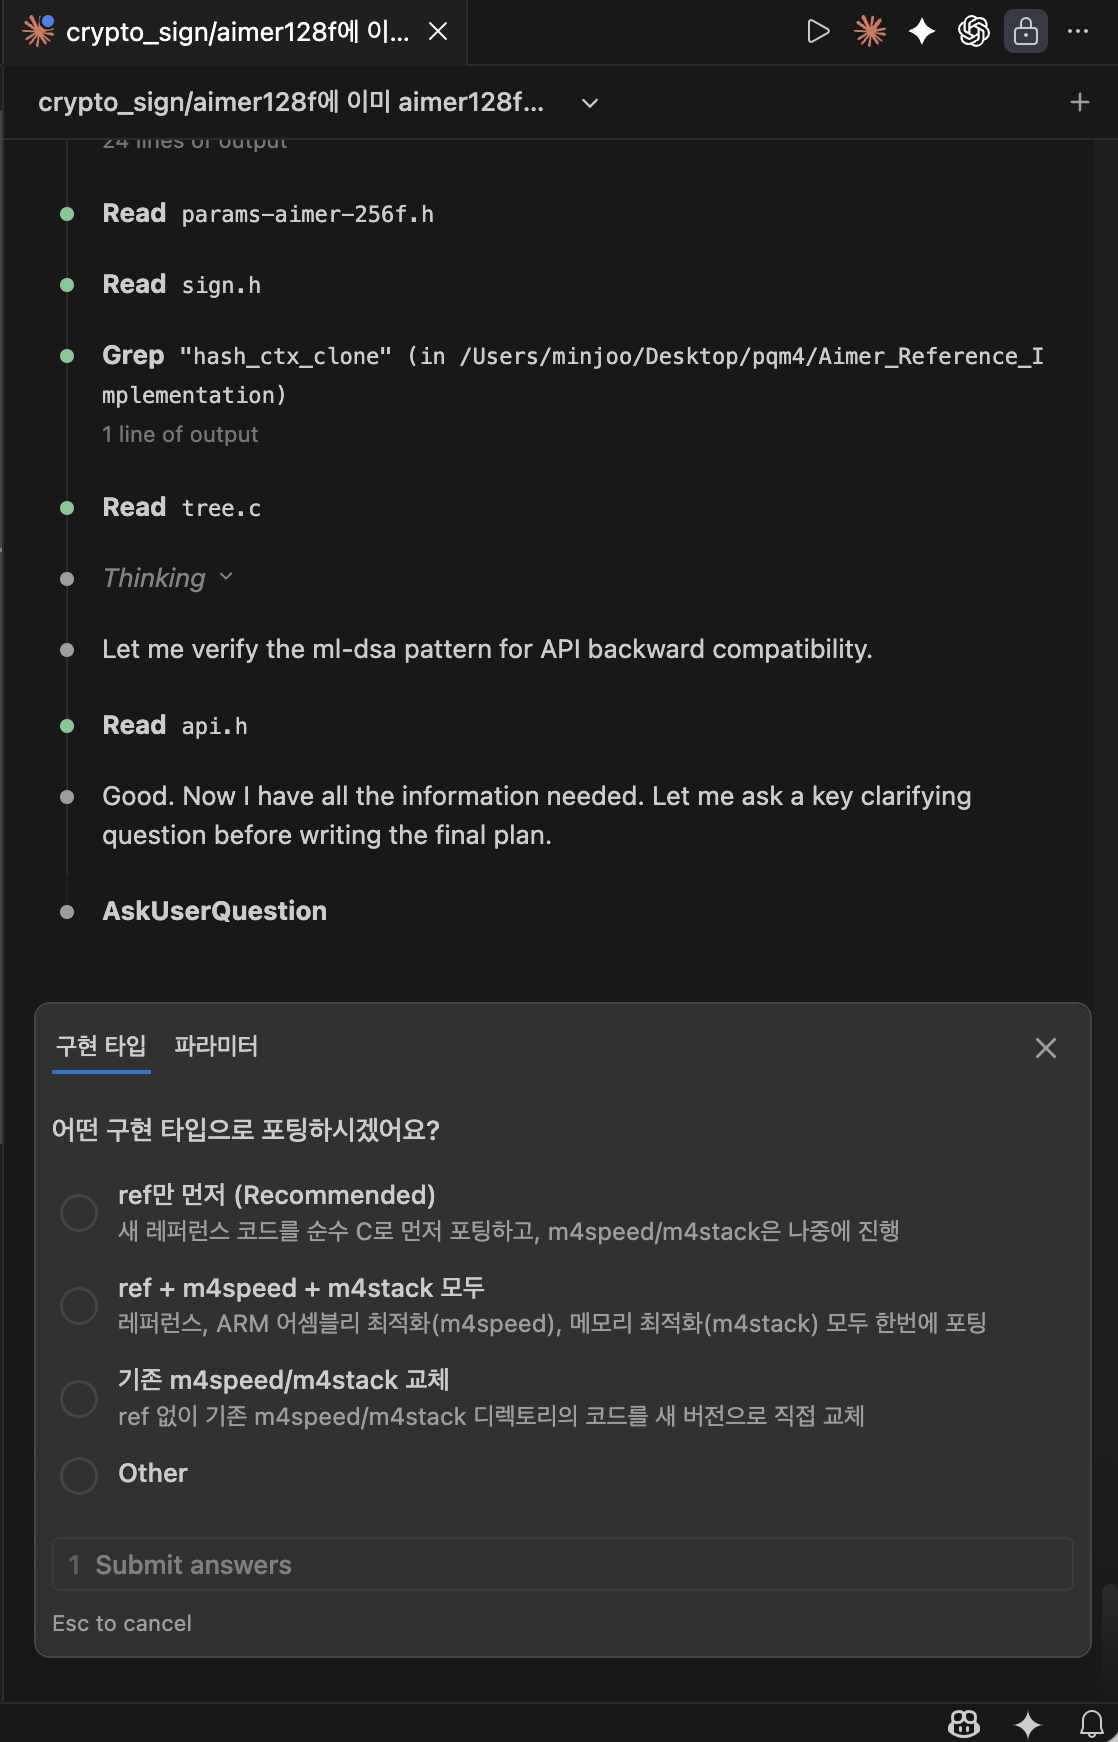 crypto_sign/aimer128f에 이...
crypto_sign/aimer128f에 이미 aimer128f...
24 lines of output
Read params-aimer-256f.h
Read sign.h
Grep "hash_ctx_clone" (in /Users/minjoo/Desktop/pqm4/Aimer_Reference_I
mplementation)
1 line of output
Read tree.c
Thinking
Let me verify the ml-dsa pattern for API backward compatibility.
Read api.h
Good. Now I have all the information needed. Let me ask a key clarifying
question before writing the final plan.
AskUserQuestion
구현 타입 파라미터
어떤 구현 타입으로 포팅하시겠어요?
ref만 먼저 (Recommended)
새 레퍼런스 코드를 순수 C로 먼저 포팅하고, m4speed/m4stack은 나중에 진행
ref + m4speed + m4stack 모두
레퍼런스, ARM 어셈블리 최적화(m4speed), 메모리 최적화(m4stack) 모두 한번에 포팅
기존 m4speed/m4stack 교체
ref 없이 기존 m4speed/m4stack 디렉토리의 코드를 새 버전으로 직접 교체
Other
1 Submit answers
Esc to cancel